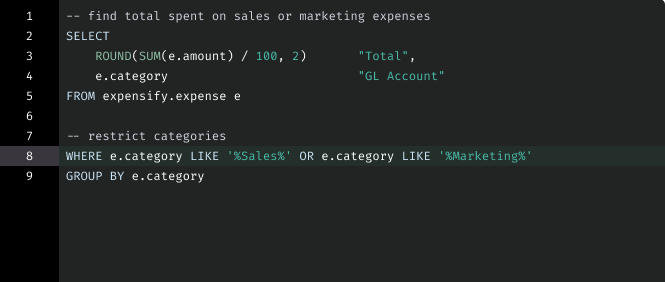 1 -- find total spent on sales or marketing expenses
2 SELECT
3 ROUND(SUM(e.amount) / 100, 2) "Total",
4 e.category "GL Account"
5 FROM expensify.expense e
6
7 -- restrict categories
8 WHERE e.category LIKE '%Sales%' OR e.category LIKE '%Marketing%'
9 GROUP BY e.category